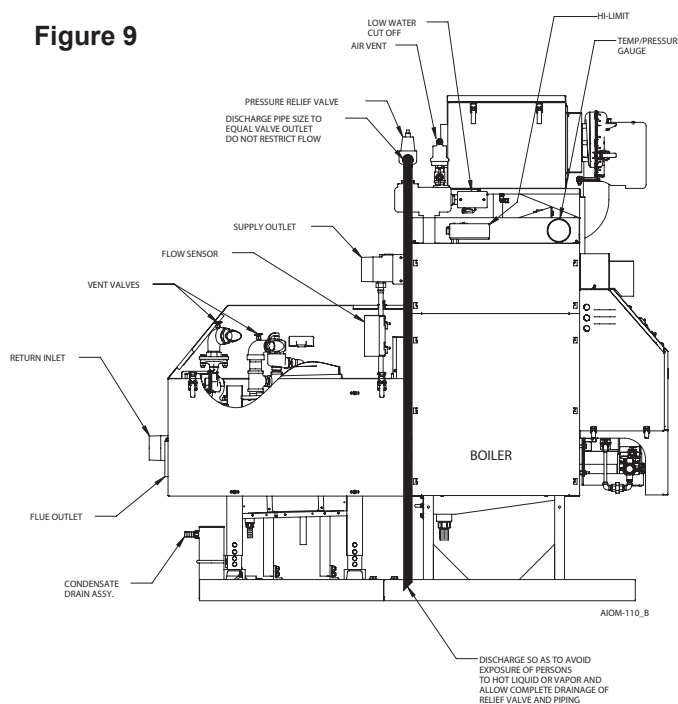 Figure 9
LOW WATER
CUT OFF
AIR VENT
HI-LIMIT
TEMP/PRESSUR
GAUGE
PRESSURE RELIEF VALVE
DISCHARGE PIPE SIZE TO
EQUAL VALVE OUTLET
DO NOT RESTRICT FLOW
SUPPLY OUTLET
FLOW SENSOR
VENT VALVES
RETURN INLET
BOILER
FLUE OUTLET
CONDENSATE
DRAIN ASSY.
AIOM-110_B
DISCHARGE SO AS TO AVOID
EXPOSURE OF PERSONS
TO HOT LIQUID OR VAPOR AND
ALLOW COMPLETE DRAINAGE OF
RELIEF VALVE AND PIPING